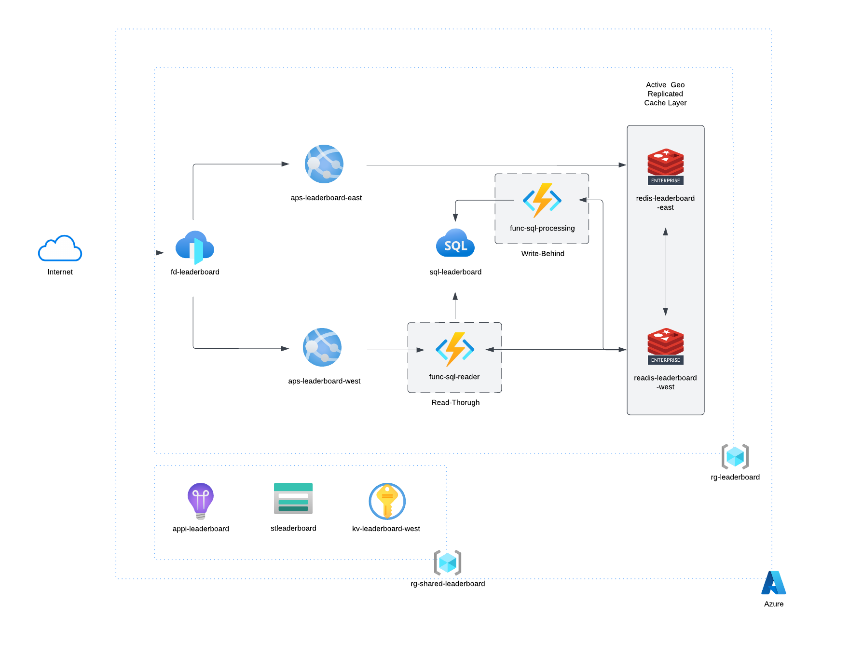 Active Geo
Replicated
Cache Layer
ENTERPRISE
aps-leaderboard-east
redis-leaderboard
-east
func-sql-processing
Write-Behind
SQL
Internet
fd-leaderboard
sql-leaderboard
ENTERPRISE
aps-leaderboard-west
func-sql-reader
readis-leaderboard
-west
Read-Thorugh
rg-leaderboard
appi-leaderboard
stleaderboard
kv-leaderboard-west
rg-shared-leaderboard
Azure